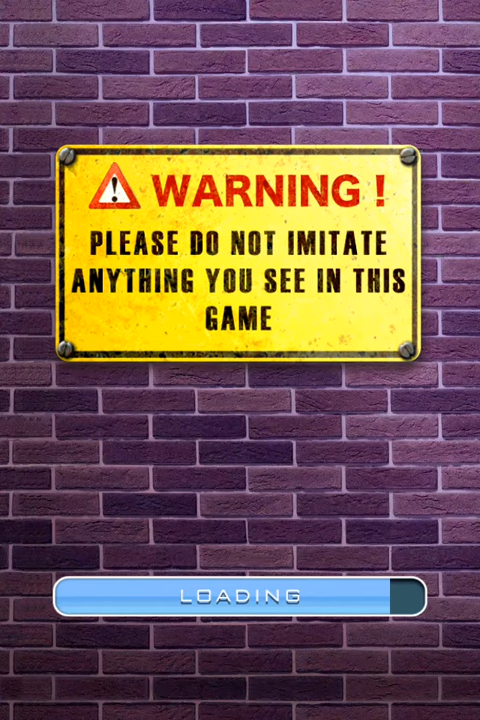 WARNING !
PLEASE DO NOT IMITATE
ANYTHING YOU SEE IN THIS
GAME
LOADING